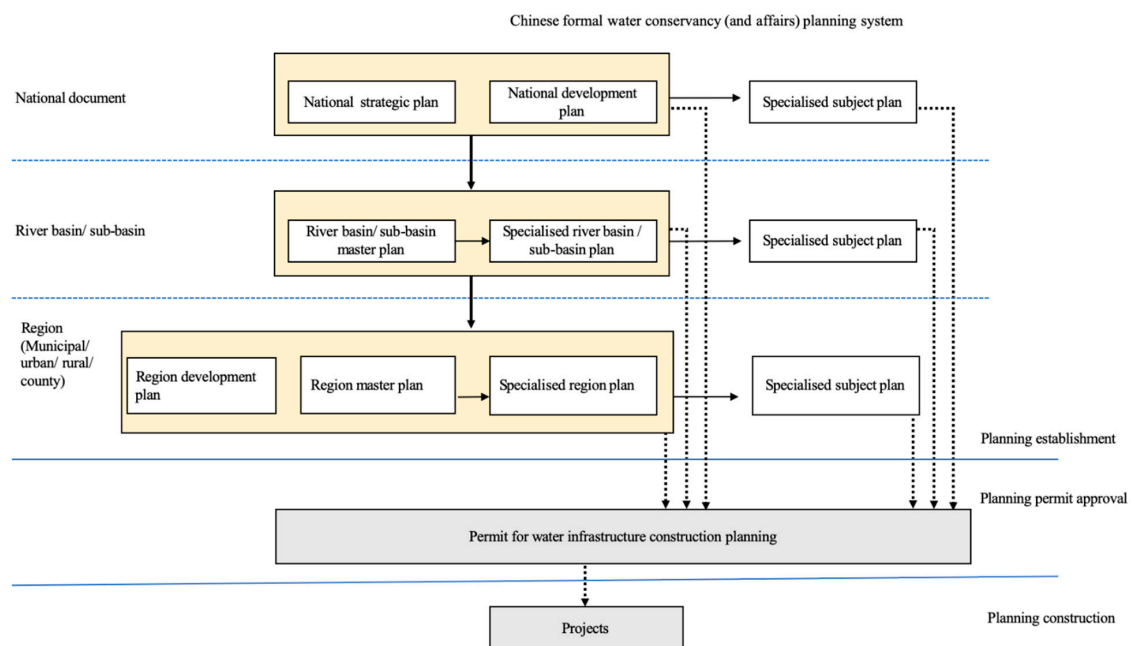 Chinese formal water conservancy (and affairs) planning system
National document
National strategic plan
National development
plan
Specialised subject plan
River basin/ sub-basin
River basin/ sub-basin
master plan
Specialised river basin /
sub-basin plan
Specialised subject plan
Region
(Municipal/
urban/ rural/
county)
Region development
plan
Region master plan
Specialised region plan
Specialised subject plan
Planning establishment
Planning permit approval
Permit for water infrastructure construction planning
Planning construction
Projects